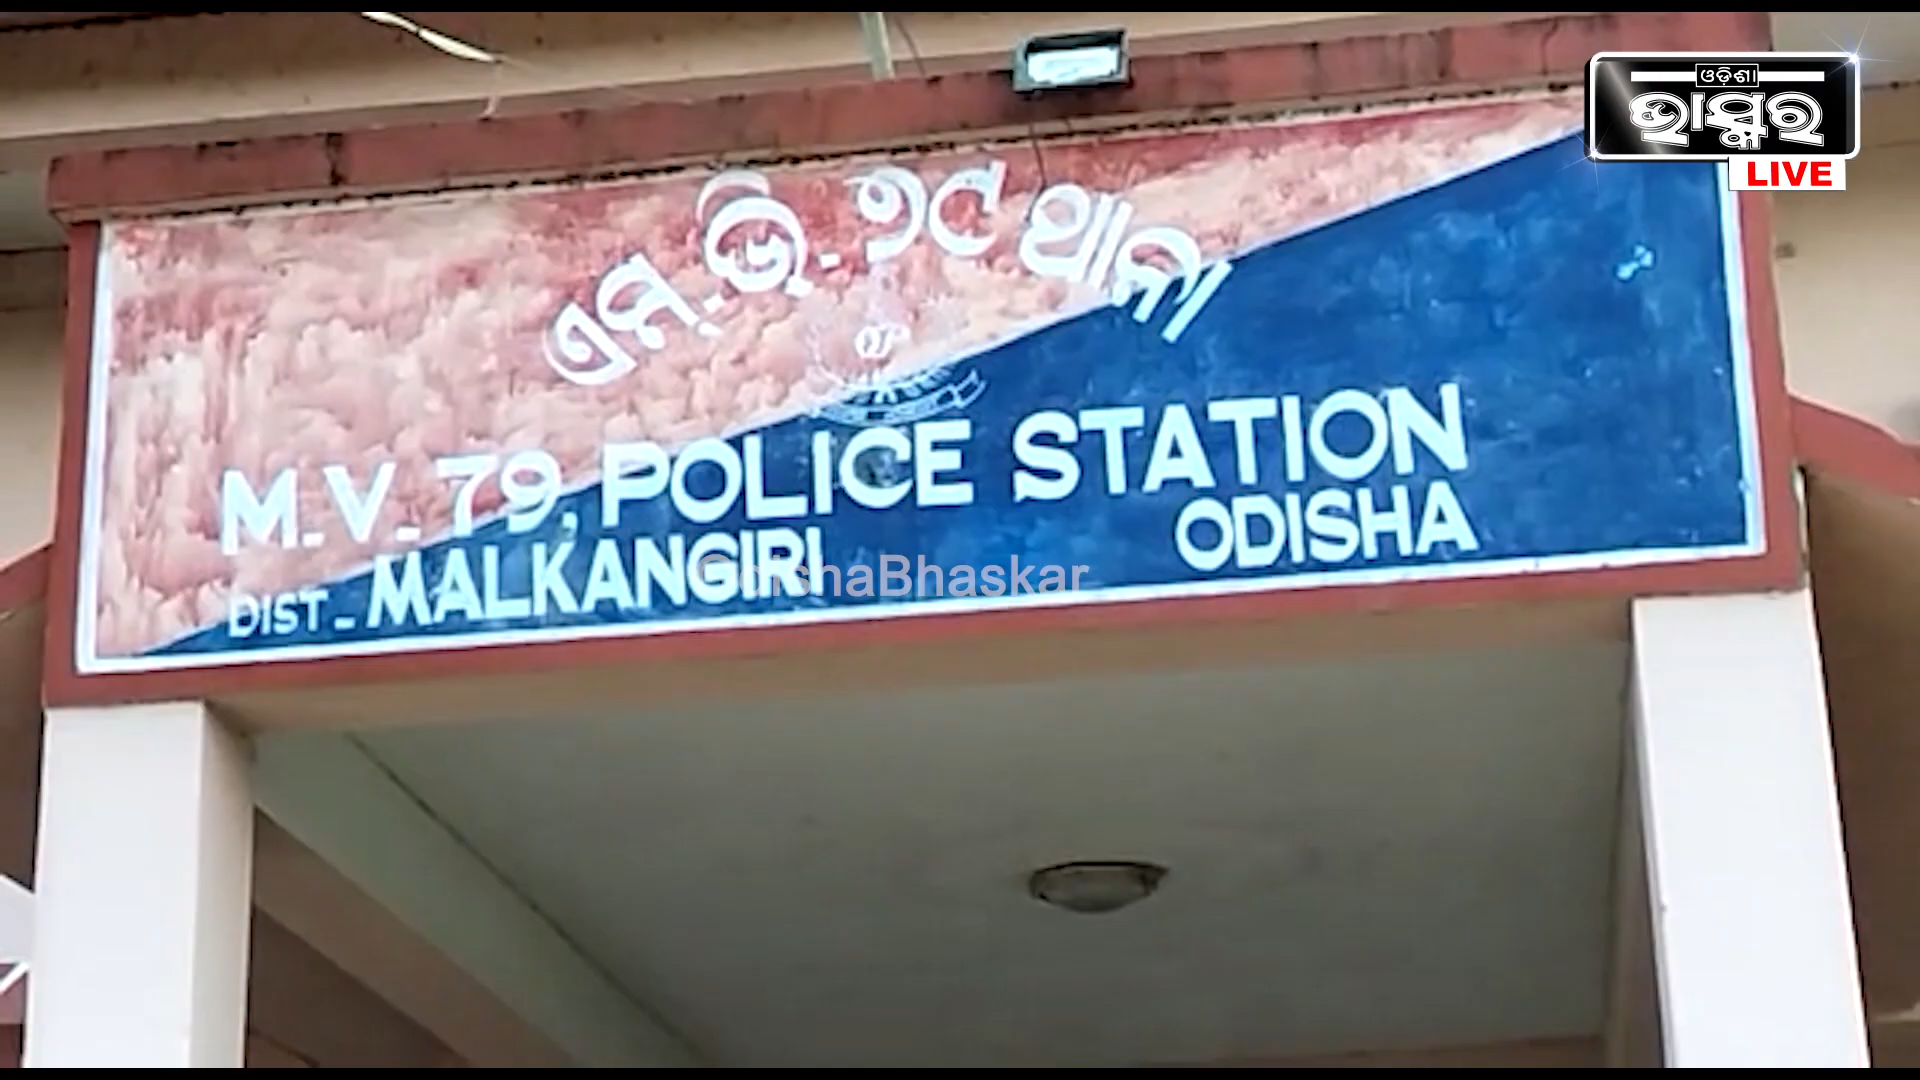 ଓଡ଼ିଶା
ଭାସ୍କର
LIVE
ଏମ୍.ଭି.-୭୯ ଥାନା
M.V. 79, POLICE STATION
DIST- MALKANGIRI ODISHA
OdishaBhaskar